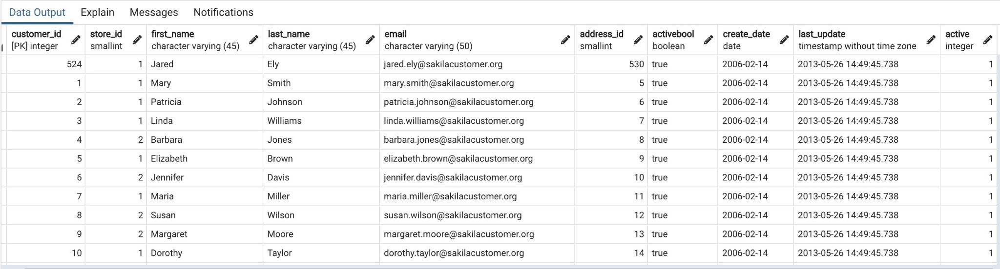 Data Output Explain Messages Notifications
customer_id store_id first_name last_name email address_id activebool create_date last_update active
[PK] integer smallint character varying (45) character varying (45) character varying (50) smallint boolean date timestamp without time zone integer
524 1 Jared Ely jared.ely@sakilacustomer.org 530 true 2006-02-14 2013-05-26 14:49:45.738 1
1 1 Mary Smith mary.smith@sakilacustomer.org 5 true 2006-02-14 2013-05-26 14:49:45.738 1
2 1 Patricia Johnson patricia.johnson@sakilacustomer.org 6 true 2006-02-14 2013-05-26 14:49:45.738 1
3 1 Linda Williams linda.williams@sakilacustomer.org 7 true 2006-02-14 2013-05-26 14:49:45.738 1
4 2 Barbara Jones barbara.jones@sakilacustomer.org 8 true 2006-02-14 2013-05-26 14:49:45.738 1
5 1 Elizabeth Brown elizabeth.brown@sakilacustomer.org 9 true 2006-02-14 2013-05-26 14:49:45.738 1
6 2 Jennifer Davis jennifer.davis@sakilacustomer.org 10 true 2006-02-14 2013-05-26 14:49:45.738 1
7 1 Maria Miller maria.miller@sakilacustomer.org 11 true 2006-02-14 2013-05-26 14:49:45.738 1
8 2 Susan Wilson susan.wilson@sakilacustomer.org 12 true 2006-02-14 2013-05-26 14:49:45.738 1
9 2 Margaret Moore margaret.moore@sakilacustomer.org 13 true 2006-02-14 2013-05-26 14:49:45.738 1
10 1 Dorothy Taylor dorothy.taylor@sakilacustomer.org 14 true 2006-02-14 2013-05-26 14:49:45.738 1